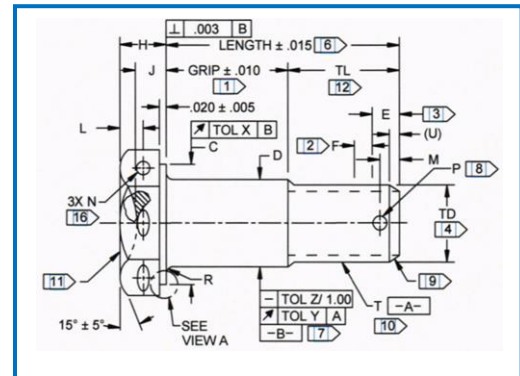 ⊥ .003 B
H
LENGTH ± .015 6
J
GRIP ± .010
TL
1
12
.020 ± .005
E
3
L
2
F
(U)
↗ TOL X B
M
C
D
P 8
3X N
16
TD
4
11
R
9
– TOL Z/ 1.00
T –A–
↗ TOL Y A
10
15° ± 5°
SEE
VIEW A
–B– 7